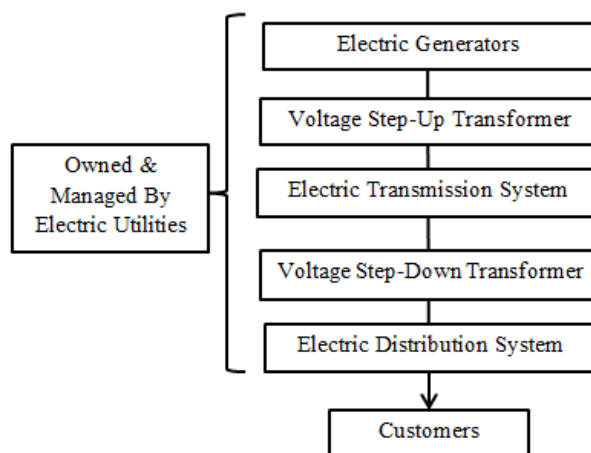 Electric Generators
Voltage Step-Up Transformer
Owned &
Managed By
Electric Utilities
Electric Transmission System
Voltage Step-Down Transformer
Electric Distribution System
Customers